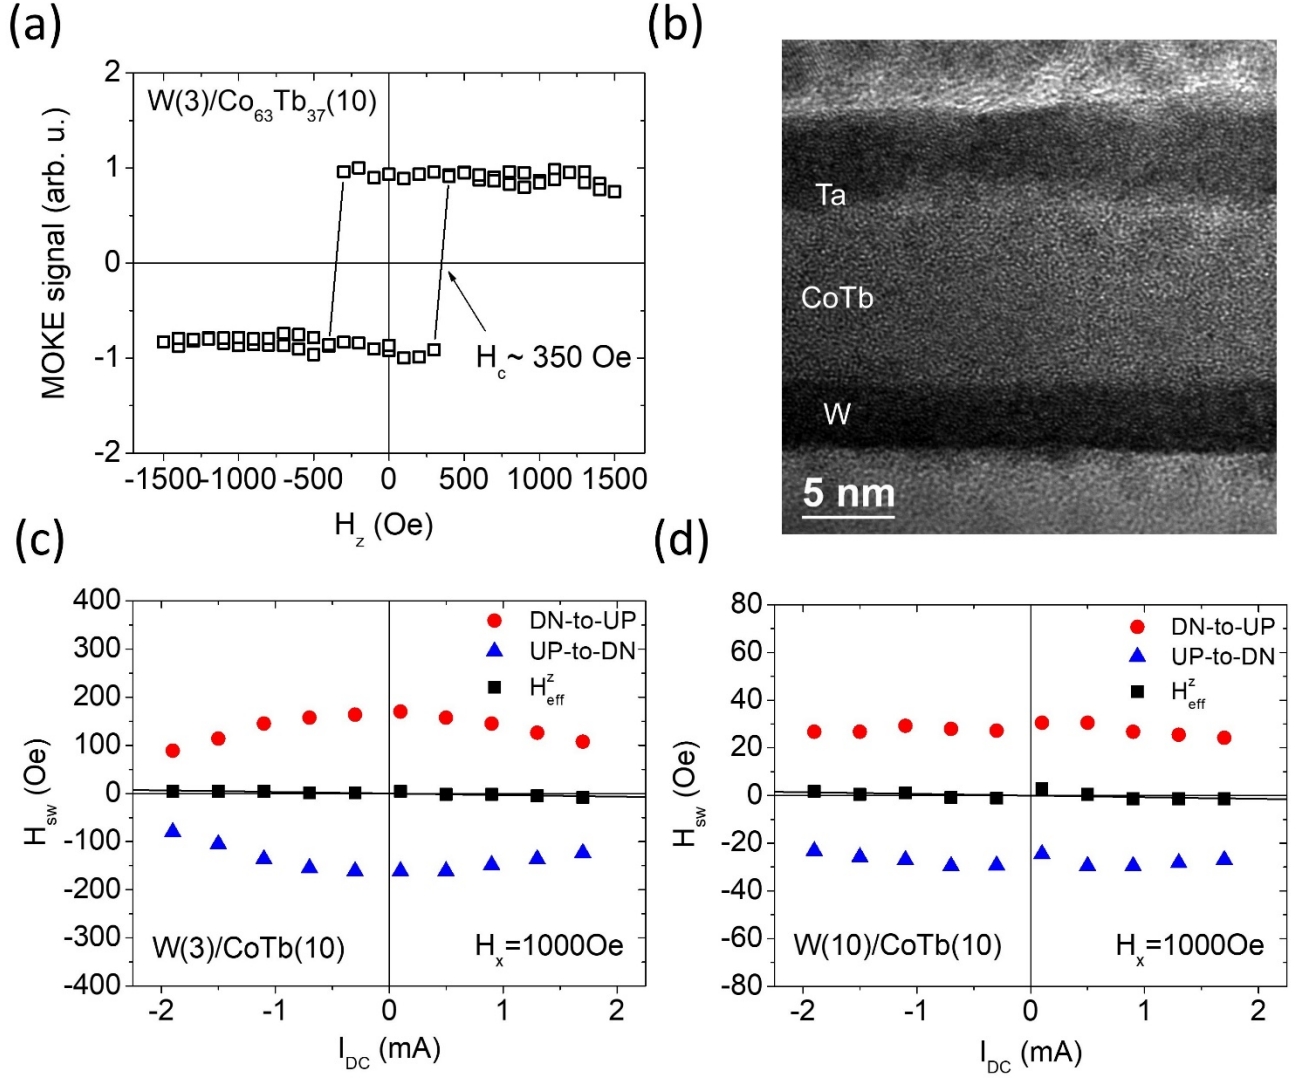 (a)
MOKE signal (arb. u.)
2
1
0
-1
-2
W(3)/Co63Tb37(10)
Hc~ 350 Oe
-1500 -1000 -500 0 500 1000 1500
Hz (Oe)
(b)
Ta
CoTb
W
5 nm
(c)
Hsw (Oe)
400
300
200
100
0
-100
-200
-300
-400
DN-to-UP
UP-to-DN
Hzeff
W(3)/CoTb(10)
Hx=1000Oe
-2 -1 0 1 2
IDC (mA)
(d)
Hsw (Oe)
80
60
40
20
0
-20
-40
-60
-80
DN-to-UP
UP-to-DN
Hzeff
W(10)/CoTb(10)
Hx=1000Oe
-2 -1 0 1 2
IDC (mA)